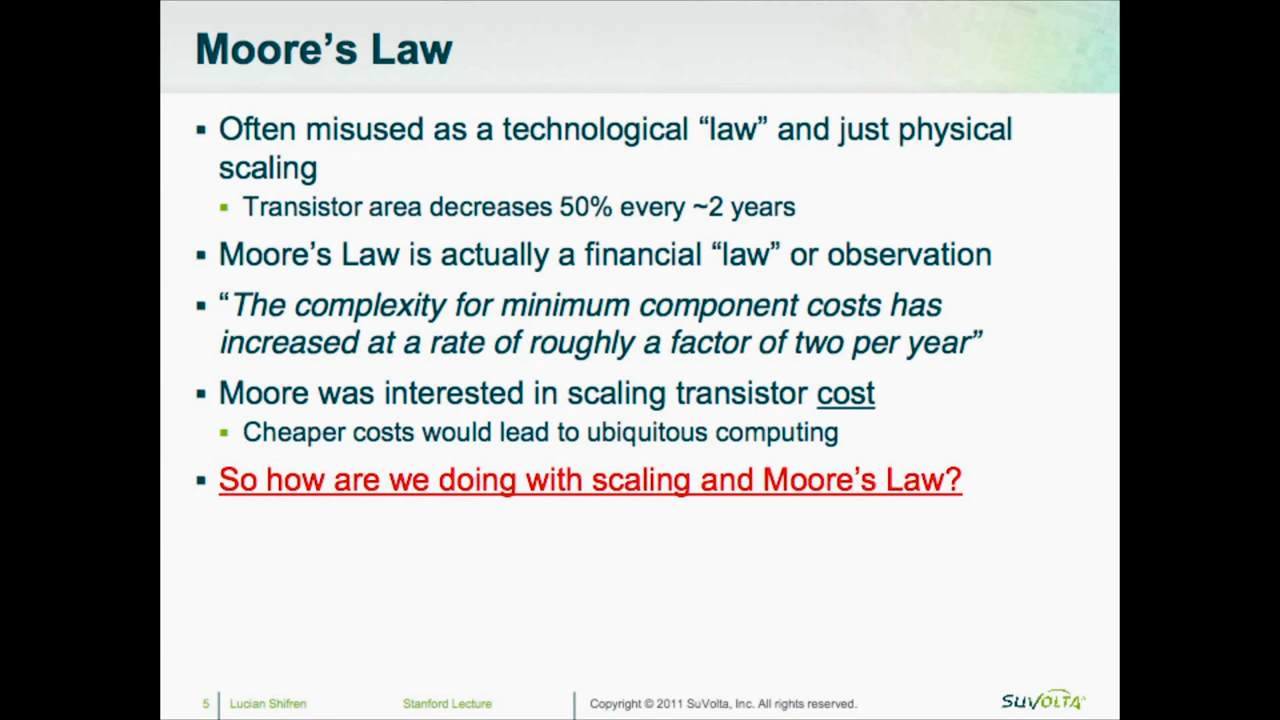 Moore's Law
▪ Often misused as a technological “law” and just physical
scaling
▪ Transistor area decreases 50% every ~2 years
▪ Moore's Law is actually a financial “law” or observation
▪ “The complexity for minimum component costs has
increased at a rate of roughly a factor of two per year”
▪ Moore was interested in scaling transistor cost
▪ Cheaper costs would lead to ubiquitous computing
▪ So how are we doing with scaling and Moore's Law?
5 Lucian Shifren Stanford Lecture Copyright © 2011 SuVolta, Inc. All rights reserved. SUVOLTA